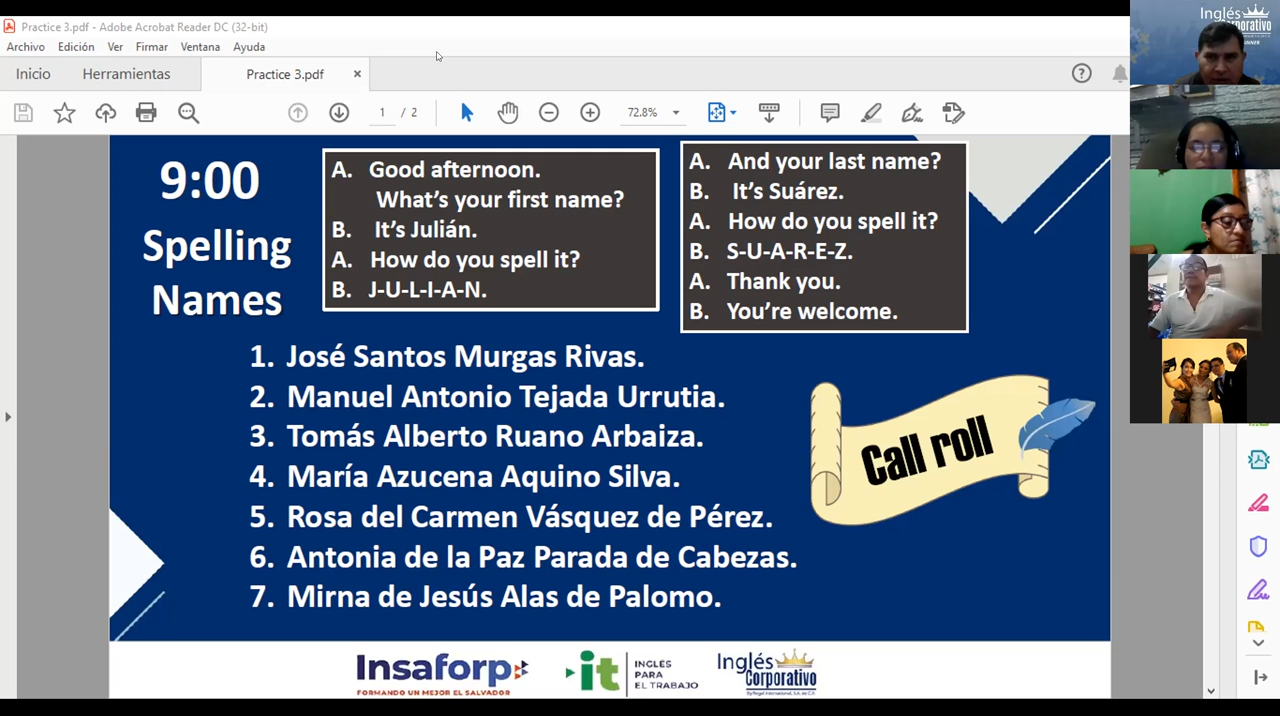 Practice 3.pdf - Adobe Acrobat Reader DC (32-bit)
Archivo Edición Ver Firmar Ventana Ayuda
Inicio Herramientas Practice 3.pdf ×
1 / 2 72.8%
9:00
Spelling
Names
A. Good afternoon.
What's your first name?
B. It's Julián.
A. How do you spell it?
B. J-U-L-I-A-N.
A. And your last name?
B. It's Suárez.
A. How do you spell it?
B. S-U-A-R-E-Z.
A. Thank you.
B. You're welcome.
1. José Santos Murgas Rivas.
2. Manuel Antonio Tejada Urrutia.
3. Tomás Alberto Ruano Arbaiza.
4. María Azucena Aquino Silva.
5. Rosa del Carmen Vásquez de Pérez.
6. Antonia de la Paz Parada de Cabezas.
7. Mirna de Jesús Alas de Palomo.
Call roll
Insaforp
FORMANDO UN MEJOR EL SALVADOR
it
INGLÉS
PARA
EL TRABAJO
Inglés
Corporativo
Inglés